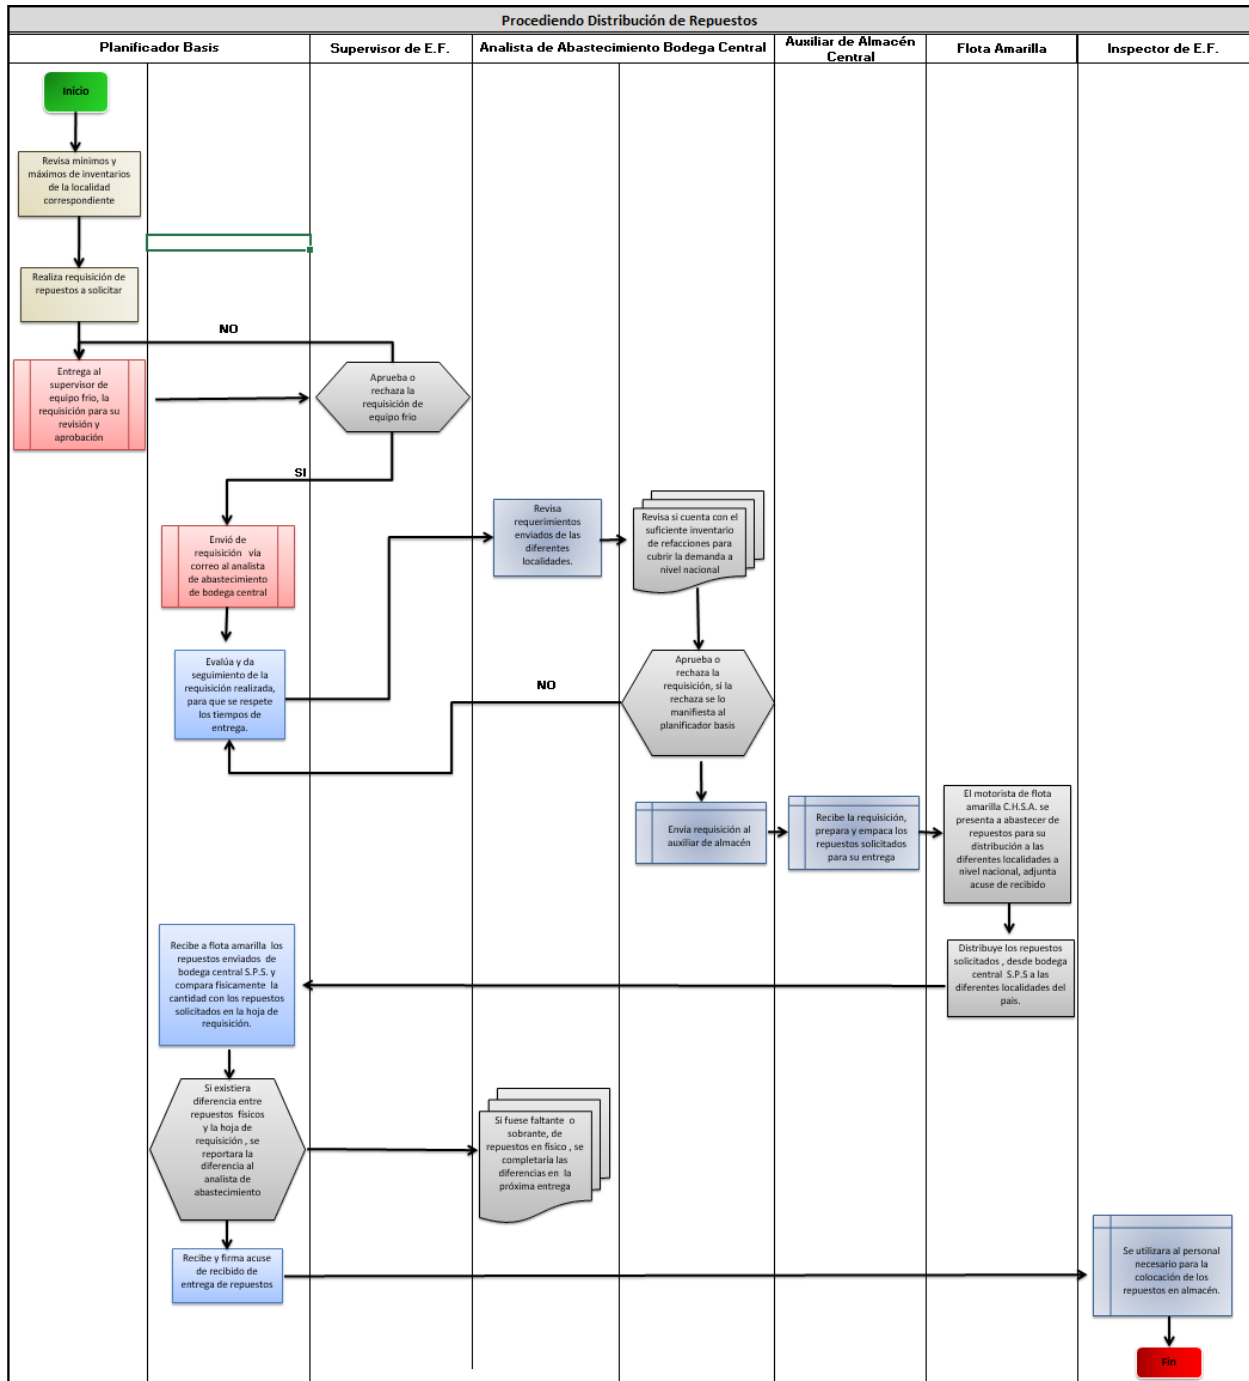 Procediendo Distribución de Repuestos
Planificador Basis
Supervisor de E.F.
Analista de Abastecimiento Bodega Central
Auxiliar de Almacén
Central
Flota Amarilla
Inspector de E.F.
Inicio
Revisa mínimos y
máximos de inventarios
de la localidad
correspondiente
Realiza requisición de
repuestos a solicitar
NO
Entrega al
supervisor de
equipo frio, la
requisición para su
revisión y
aprobación
Aprueba o
rechaza la
requisición de
equipo frio
SI
Envió de
requisición vía
correo al analista
de abastecimiento
de bodega central
Revisa
requerimientos
enviados de las
diferentes
localidades.
Revisa si cuenta con el
suficiente inventario
de refacciones para
cubrir la demanda a
nivel nacional
Evalúa y da
seguimiento de la
requisición realizada,
para que se respete
los tiempos de
entrega.
NO
Aprueba o
rechaza la
requisición, si la
rechaza se lo
manifiesta al
planificador basis
Envía requisición al
auxiliar de almacén
Recibe la requisición,
prepara y empaca los
repuestos solicitados
para su entrega
El motorista de flota
amarilla C.H.S.A. se
presenta a abastecer de
repuestos para su
distribución a las
diferentes localidades a
nivel nacional, adjunta
acuse de recibido
Distribuye los repuestos
solicitados , desde bodega
central S.P.S a las
diferentes localidades del
país.
Recibe a flota amarilla los
repuestos enviados de
bodega central S.P.S. y
compara físicamente la
cantidad con los repuestos
solicitados en la hoja de
requisición.
Si existiera
diferencia entre
repuestos físicos
y la hoja de
requisición , se
reportara la
diferencia al
analista de
abastecimiento
Si fuese faltante o
sobrante, de
repuestos en físico , se
completaría las
diferencias en la
próxima entrega
Recibe y firma acuse
de recibido de
entrega de repuestos
Se utilizara al personal
necesario para la
colocación de los
repuestos en almacén.
Fin